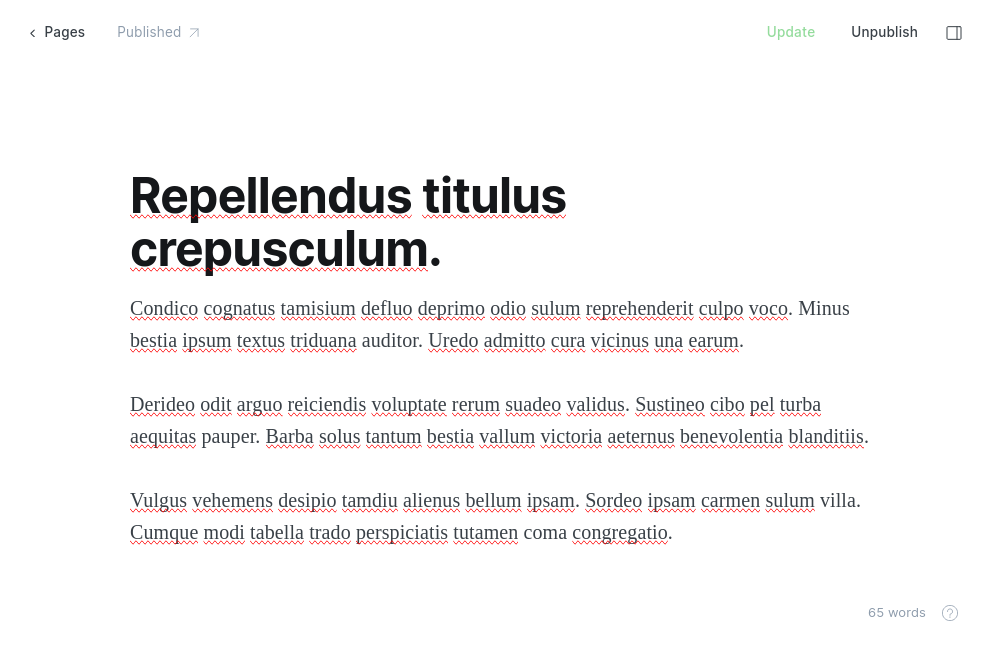 Pages
Published
Update
Unpublish
Repellendus titulus
crepusculum.
Condico cognatus tamisium defluo deprimo odio sulum reprehenderit culpo voco. Minus
bestia ipsum textus triduana auditor. Uredo admitto cura vicinus una earum.
Derideo odit arguo reiciendis voluptate rerum suadeo validus. Sustineo cibo pel turba
aequitas pauper. Barba solus tantum bestia vallum victoria aeternus benevolentia blanditiis.
Vulgus vehemens desipio tamdiu alienus bellum ipsam. Sordeo ipsam carmen sulum villa.
Cumque modi tabella trado perspiciatis tutamen coma congregatio.
65 words
?